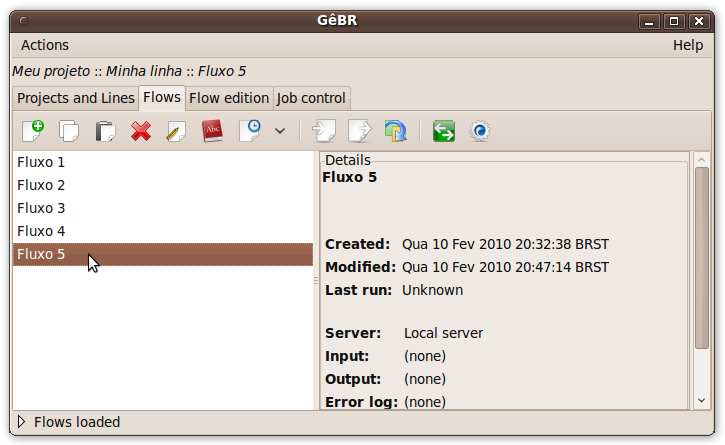 GêBR
Actions Help
Meu projeto :: Minha linha :: Fluxo 5
Projects and Lines Flows Flow edition Job control
Abc
Fluxo 1
Fluxo 2
Fluxo 3
Fluxo 4
Fluxo 5
Details
Fluxo 5
Created: Qua 10 Fev 2010 20:32:38 BRST
Modified: Qua 10 Fev 2010 20:47:14 BRST
Last run: Unknown
Server: Local server
Input: (none)
Output: (none)
Error log: (none)
Flows loaded